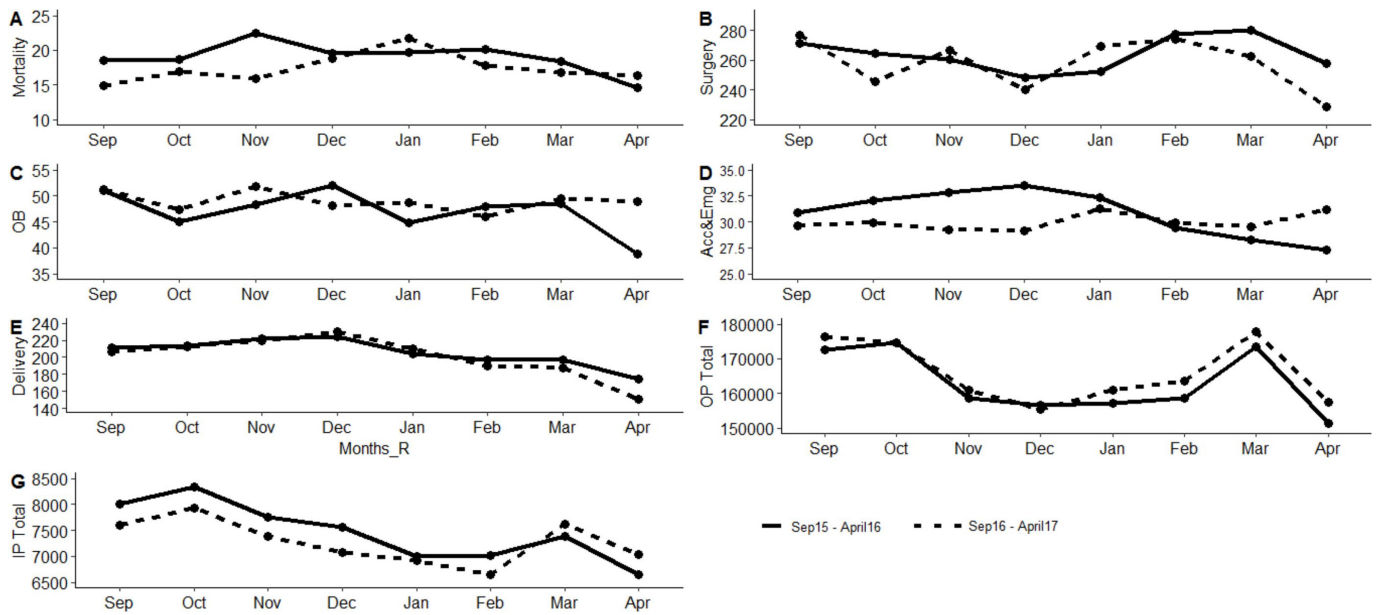 A
Mortality
25
20
15
10
Sep Oct Nov Dec Jan Feb Mar Apr
B
Surgery
280
260
240
220
Sep Oct Nov Dec Jan Feb Mar Apr
C
OB
55
50
45
40
35
Sep Oct Nov Dec Jan Feb Mar Apr
D
Acc&Emg
35.0
32.5
30.0
27.5
25.0
Sep Oct Nov Dec Jan Feb Mar Apr
E
Delivery
240
220
200
180
160
140
Sep Oct Nov Dec Jan Feb Mar Apr
Months_R
F
OP Total
180000
170000
160000
150000
Sep Oct Nov Dec Jan Feb Mar Apr
G
IP Total
8500
8000
7500
7000
6500
Sep Oct Nov Dec Jan Feb Mar Apr
Sep15 - April16 Sep16 - April17